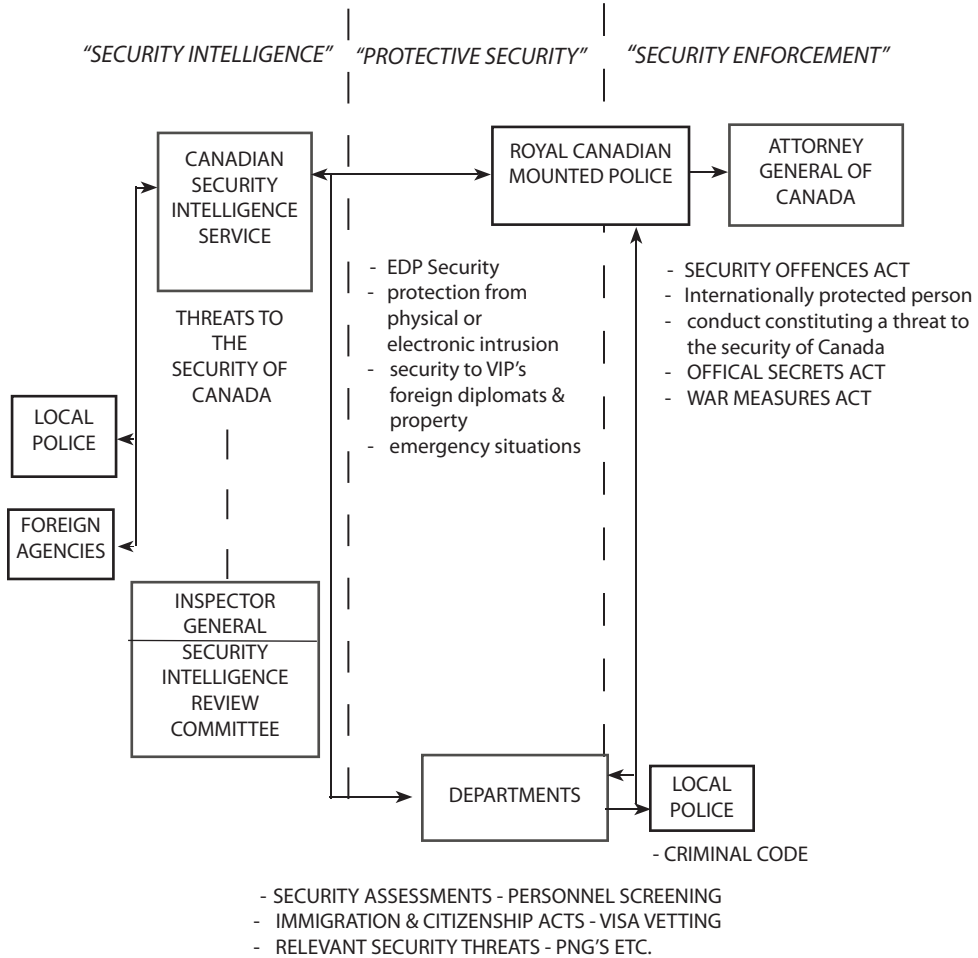 "SECURITY INTELLIGENCE"
"PROTECTIVE SECURITY"
"SECURITY ENFORCEMENT"
CANADIAN
SECURITY
INTELLIGENCE
SERVICE
ROYAL CANADIAN
MOUNTED POLICE
ATTORNEY
GENERAL OF
CANADA
THREATS TO
THE
SECURITY OF
CANADA
- EDP Security
- protection from
physical or
electronic intrusion
- security to VIP's
foreign diplomats &
property
- emergency situations
- SECURITY OFFENCES ACT
- Internationally protected person
- conduct constituting a threat to
the security of Canada
- OFFICAL SECRETS ACT
- WAR MEASURES ACT
LOCAL
POLICE
FOREIGN
AGENCIES
INSPECTOR
GENERAL
SECURITY
INTELLIGENCE
REVIEW
COMMITTEE
DEPARTMENTS
LOCAL
POLICE
- CRIMINAL CODE
- SECURITY ASSESSMENTS - PERSONNEL SCREENING
- IMMIGRATION & CITIZENSHIP ACTS - VISA VETTING
- RELEVANT SECURITY THREATS - PNG'S ETC.